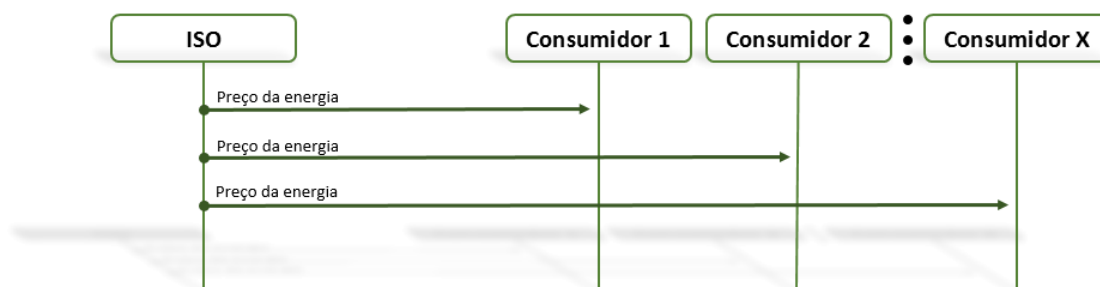 ISO
Consumidor 1
Consumidor 2
Consumidor X
Preço da energia
Preço da energia
Preço da energia